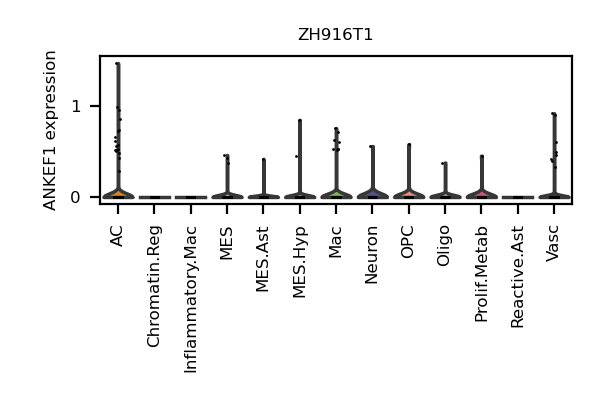 ZH916T1
ANKEF1 expression
1
0
AC
Chromatin.Reg
Inflammatory.Mac
MES
MES.Ast
MES.Hyp
Mac
Neuron
OPC
Oligo
Prolif.Metab
Reactive.Ast
Vasc